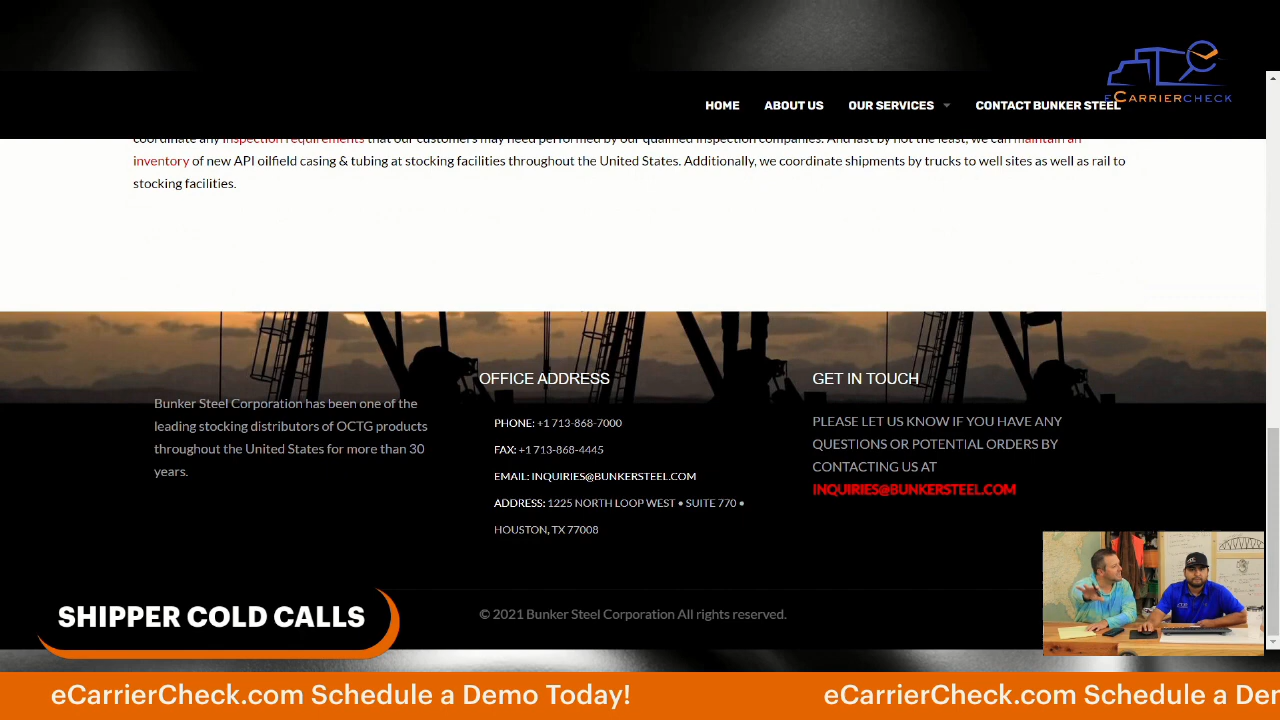 eCARRIERCHECK
HOME ABOUT US OUR SERVICES CONTACT BUNKER STEEL
coordinate any inspection requirements that our customers may need performed by our qualified inspection companies. And last by not the least, we can maintain an
inventory of new API oilfield casing & tubing at stocking facilities throughout the United States. Additionally, we coordinate shipments by trucks to well sites as well as rail to
stocking facilities.
Bunker Steel Corporation has been one of the
leading stocking distributors of OCTG products
throughout the United States for more than 30
years.
OFFICE ADDRESS
PHONE: +1 713-868-7000
FAX: +1 713-868-4445
EMAIL: INQUIRIES@BUNKERSTEEL.COM
ADDRESS: 1225 NORTH LOOP WEST • SUITE 770 •
HOUSTON, TX 77008
GET IN TOUCH
PLEASE LET US KNOW IF YOU HAVE ANY
QUESTIONS OR POTENTIAL ORDERS BY
CONTACTING US AT
INQUIRIES@BUNKERSTEEL.COM
© 2021 Bunker Steel Corporation All rights reserved.
SHIPPER COLD CALLS
eCarrierCheck.com Schedule a Demo Today! eCarrierCheck.com Schedule a Der